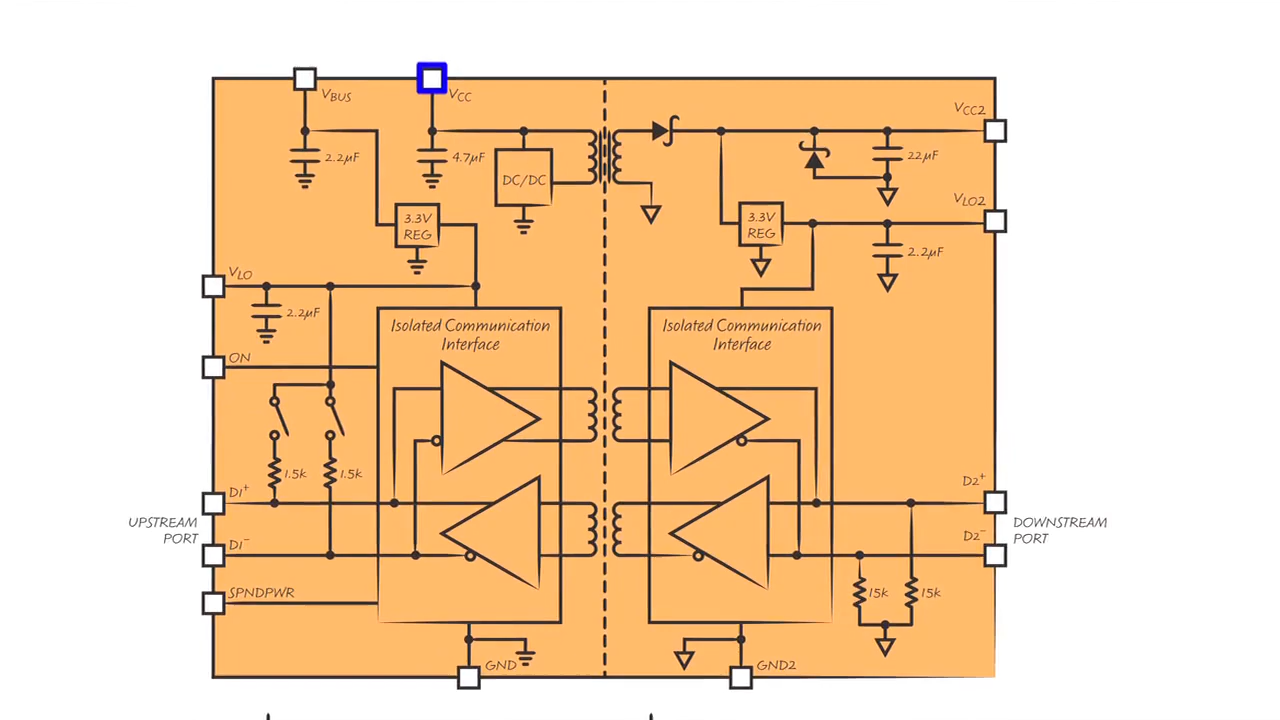 VBUS
VCC
VCC2
2.2µF
4.7µF
DC/DC
22µF
VLO2
3.3V
REG
3.3V
REG
2.2µF
VLO
2.2µF
Isolated Communication
Interface
Isolated Communication
Interface
ON
1.5k
1.5k
D1+
D2+
UPSTREAM
PORT
DOWNSTREAM
PORT
D1−
D2−
SPNDPWR
15k
15k
GND
GND2